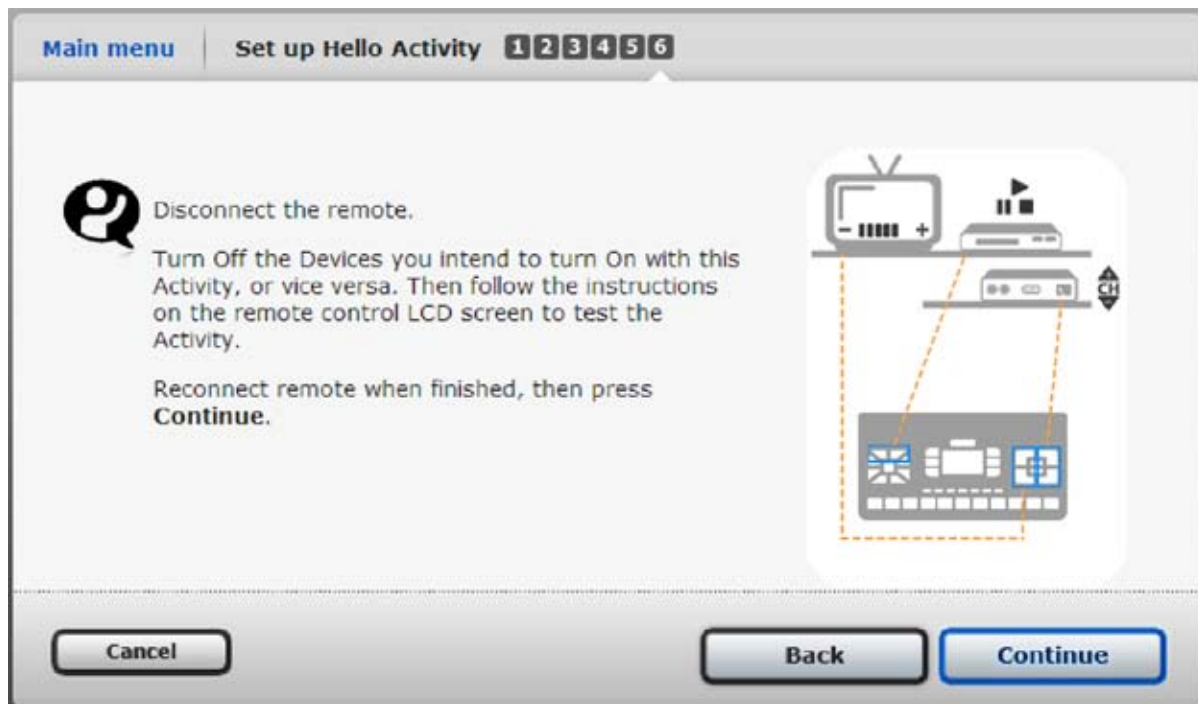 Main menu
Set up Hello Activity 1 2 3 4 5 6
Disconnect the remote.
Turn Off the Devices you intend to turn On with this
Activity, or vice versa. Then follow the instructions
on the remote control LCD screen to test the
Activity.
Reconnect remote when finished, then press
Continue.
- +
+
CH
-
Cancel
Back
Continue